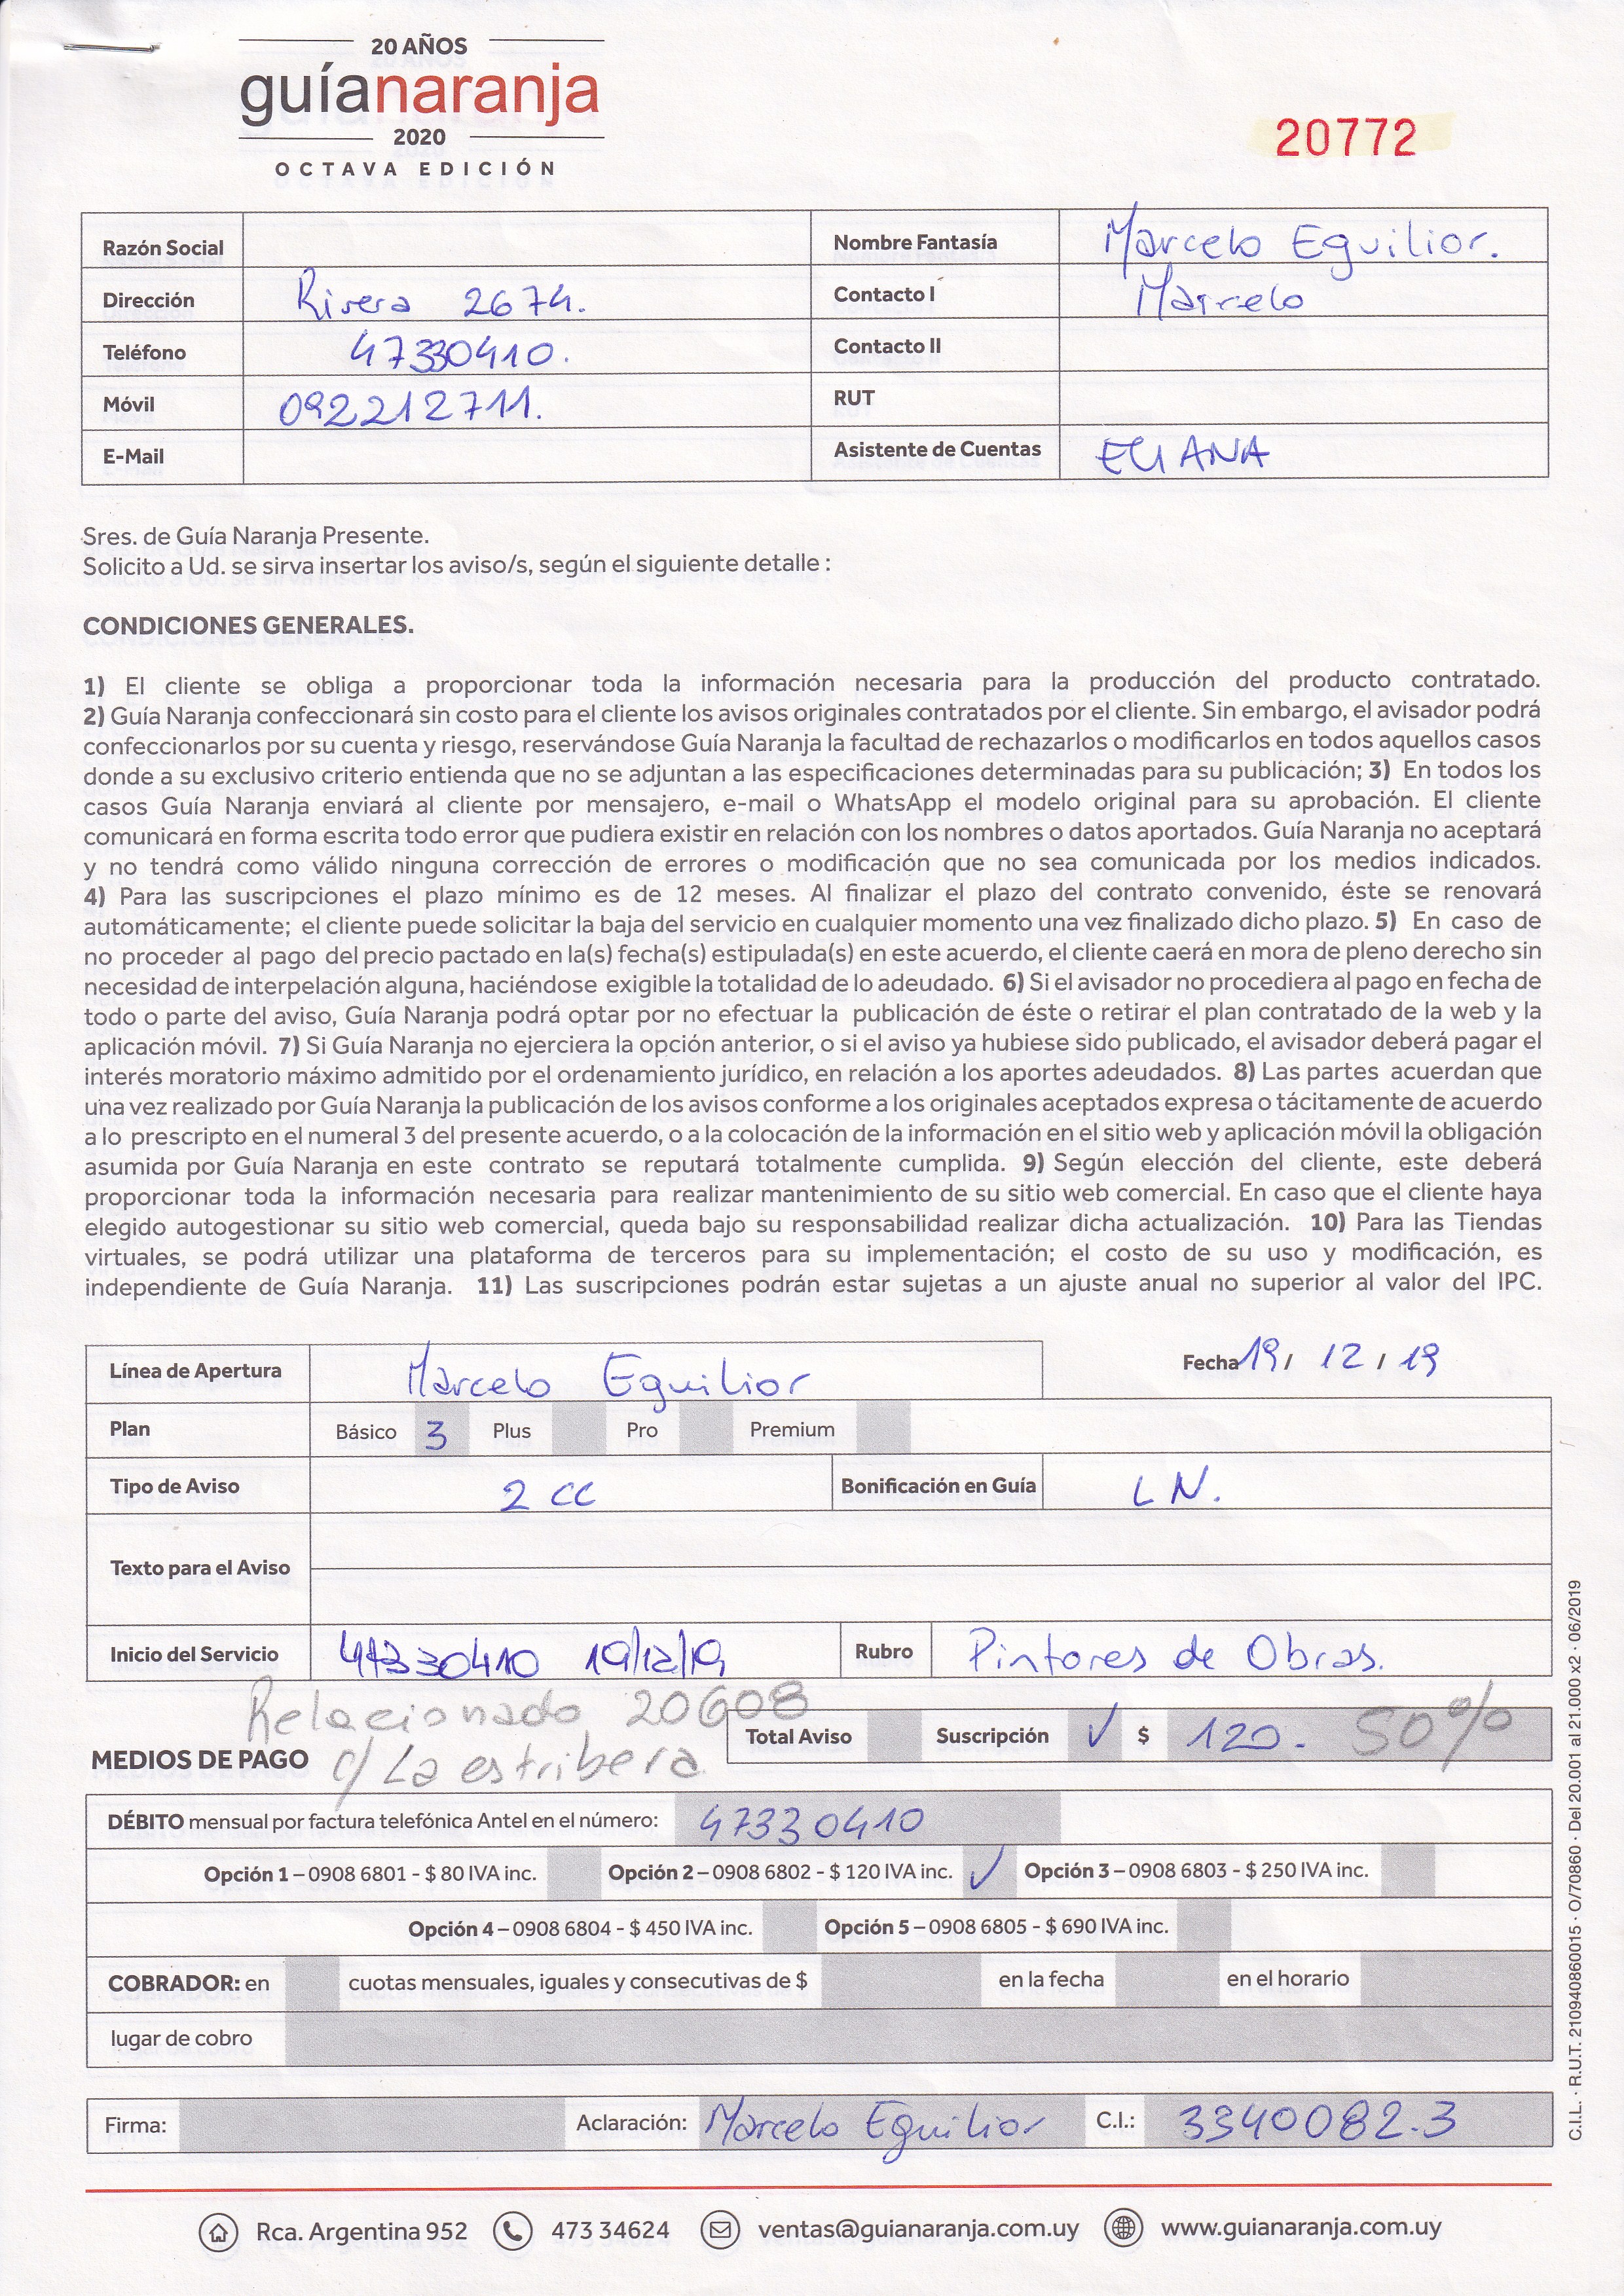 20 AÑOS
guíanaranja
2020
OCTAVA EDICIÓN
20772
Razón Social
Nombre Fantasía Marcelo Eguilior.
Dirección Rivera 2674.
Contacto I Marcelo
Teléfono 47330410.
Contacto II
Móvil 092212711.
RUT
E-Mail
Asistente de Cuentas ELIANA
Sres. de Guía Naranja Presente.
Solicito a Ud. se sirva insertar los aviso/s, según el siguiente detalle :
CONDICIONES GENERALES.
1) El cliente se obliga a proporcionar toda la información necesaria para la producción del producto contratado.
2) Guía Naranja confeccionará sin costo para el cliente los avisos originales contratados por el cliente. Sin embargo, el avisador podrá
confeccionarlos por su cuenta y riesgo, reservándose Guía Naranja la facultad de rechazarlos o modificarlos en todos aquellos casos
donde a su exclusivo criterio entienda que no se adjuntan a las especificaciones determinadas para su publicación; 3) En todos los
casos Guía Naranja enviará al cliente por mensajero, e-mail o WhatsApp el modelo original para su aprobación. El cliente
comunicará en forma escrita todo error que pudiera existir en relación con los nombres o datos aportados. Guía Naranja no aceptará
y no tendrá como válido ninguna corrección de errores o modificación que no sea comunicada por los medios indicados.
4) Para las suscripciones el plazo mínimo es de 12 meses. Al finalizar el plazo del contrato convenido, éste se renovará
automáticamente; el cliente puede solicitar la baja del servicio en cualquier momento una vez finalizado dicho plazo. 5) En caso de
no proceder al pago del precio pactado en la(s) fecha(s) estipulada(s) en este acuerdo, el cliente caerá en mora de pleno derecho sin
necesidad de interpelación alguna, haciéndose exigible la totalidad de lo adeudado. 6) Si el avisador no procediera al pago en fecha de
todo o parte del aviso, Guía Naranja podrá optar por no efectuar la publicación de éste o retirar el plan contratado de la web y la
aplicación móvil. 7) Si Guía Naranja no ejerciera la opción anterior, o si el aviso ya hubiese sido publicado, el avisador deberá pagar el
interés moratorio máximo admitido por el ordenamiento jurídico, en relación a los aportes adeudados. 8) Las partes acuerdan que
una vez realizado por Guía Naranja la publicación de los avisos conforme a los originales aceptados expresa o tácitamente de acuerdo
a lo prescripto en el numeral 3 del presente acuerdo, o a la colocación de la información en el sitio web y aplicación móvil la obligación
asumida por Guía Naranja en este contrato se reputará totalmente cumplida. 9) Según elección del cliente, este deberá
proporcionar toda la información necesaria para realizar mantenimiento de su sitio web comercial. En caso que el cliente haya
elegido autogestionar su sitio web comercial, queda bajo su responsabilidad realizar dicha actualización. 10) Para las Tiendas
virtuales, se podrá utilizar una plataforma de terceros para su implementación; el costo de su uso y modificación, es
independiente de Guía Naranja. 11) Las suscripciones podrán estar sujetas a un ajuste anual no superior al valor del IPC.
Línea de Apertura Marcelo Eguilior
Fecha 19 / 12 / 19
Plan Básico 3 Plus Pro Premium
Tipo de Aviso 2 CC Bonificación en Guía LN.
Texto para el Aviso
Inicio del Servicio 47330410 19/12/19 Rubro Pintores de Obras.
Relacionado 20608
c/ La estribera
Total Aviso Suscripción ✓ $ 120. 50%
MEDIOS DE PAGO
DÉBITO mensual por factura telefónica Antel en el número: 47330410
Opción 1 – 0908 6801 - $ 80 IVA inc. Opción 2 – 0908 6802 - $ 120 IVA inc. ✓ Opción 3 – 0908 6803 - $ 250 IVA inc.
Opción 4 – 0908 6804 - $ 450 IVA inc. Opción 5 – 0908 6805 - $ 690 IVA inc.
COBRADOR: en cuotas mensuales, iguales y consecutivas de $ en la fecha en el horario
lugar de cobro
Firma: Aclaración: Marcelo Eguilior C.I.: 3340082.3
Rca. Argentina 952 473 34624 ventas@guianaranja.com.uy www.guianaranja.com.uy
C.I.L. · R.U.T. 210940860015 · O/70860 · Del 20.001 al 21.000 x2 · 06/2019